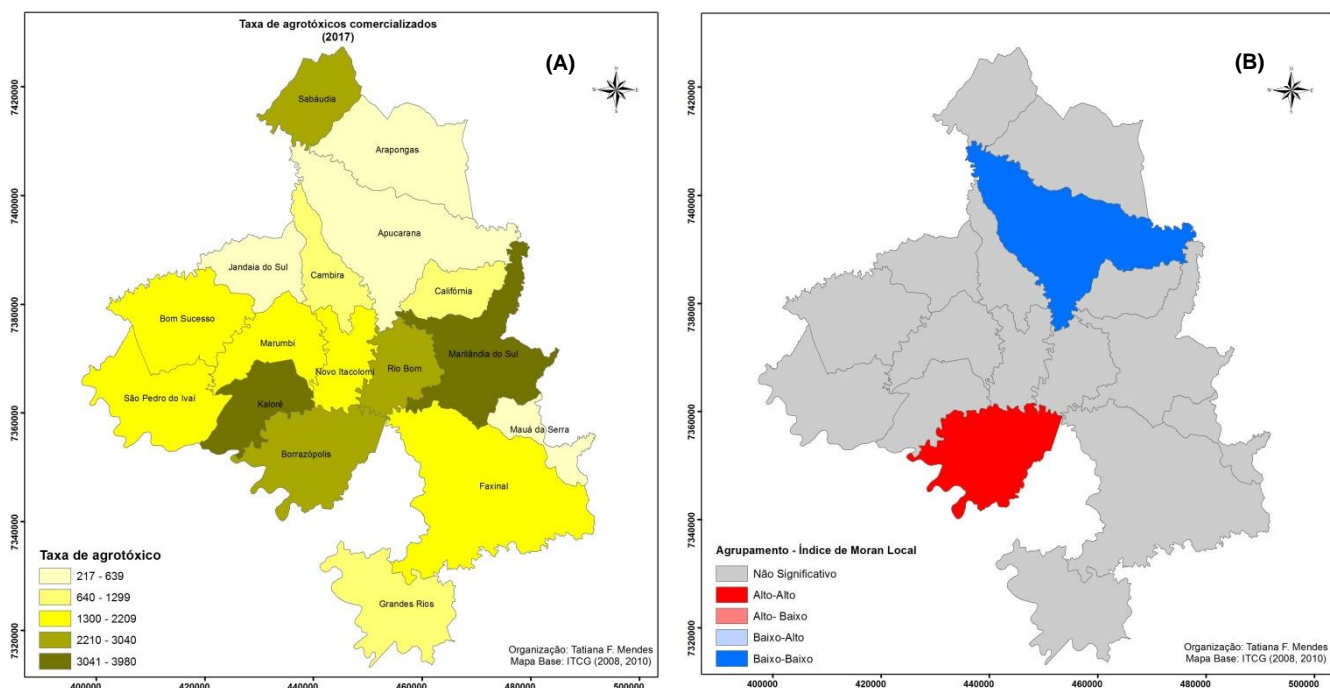 Taxa de agrotóxicos comercializados
(2017)
(A)
N
W E
S
7420000
7400000
7380000
7360000
7340000
7320000
Sabáudia
Arapongas
Apucarana
Jandaia do Sul
Cambira
Califórnia
Bom Sucesso
Marumbi
Marilândia do Sul
Novo Itacolomi
Rio Bom
São Pedro do Ivaí
Kaloré
Mauá da Serra
Borrazópolis
Faxinal
Grandes Rios
Taxa de agrotóxico
217 - 639
640 - 1299
1300 - 2209
2210 - 3040
3041 - 3980
Organização: Tatiana F. Mendes
Mapa Base: ITCG (2008, 2010)
400000 420000 440000 460000 480000 500000
(B)
N
W E
S
7420000
7400000
7380000
7360000
7340000
7320000
Agrupamento - Índice de Moran Local
Não Significativo
Alto-Alto
Alto- Baixo
Baixo-Alto
Baixo-Baixo
Organização: Tatiana F. Mendes
Mapa Base: ITCG (2008, 2010)
400000 420000 440000 460000 480000 500000